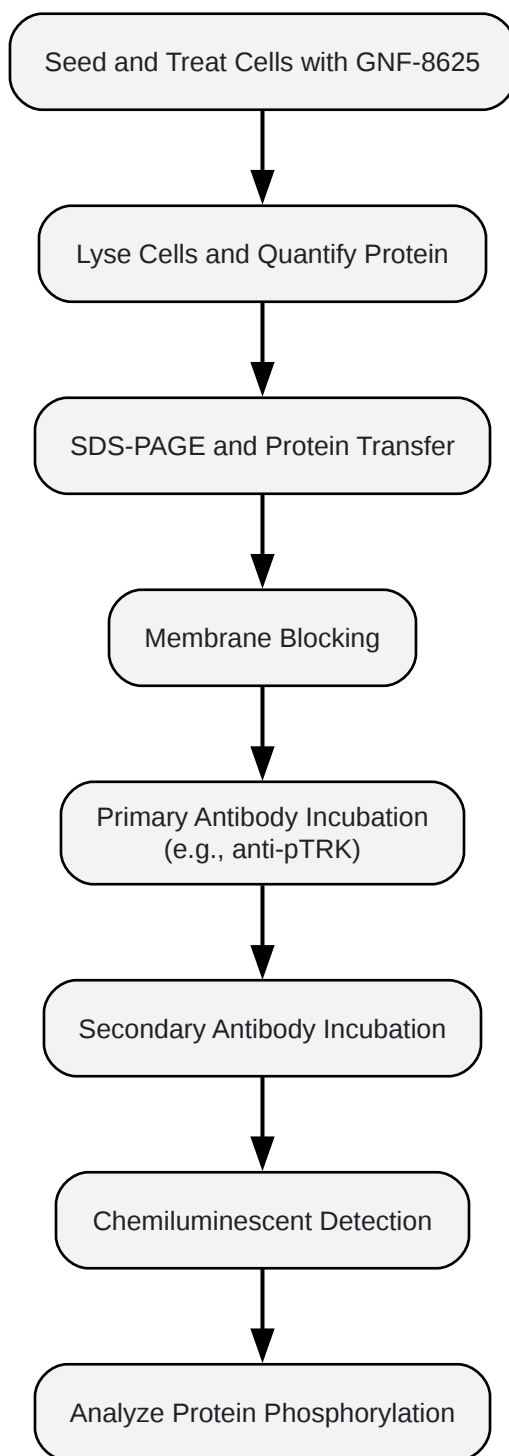 Seed and Treat Cells with GNF-8625
Lyse Cells and Quantify Protein
SDS-PAGE and Protein Transfer
Membrane Blocking
Primary Antibody Incubation
(e.g., anti-pTRK)
Secondary Antibody Incubation
Chemiluminescent Detection
Analyze Protein Phosphorylation